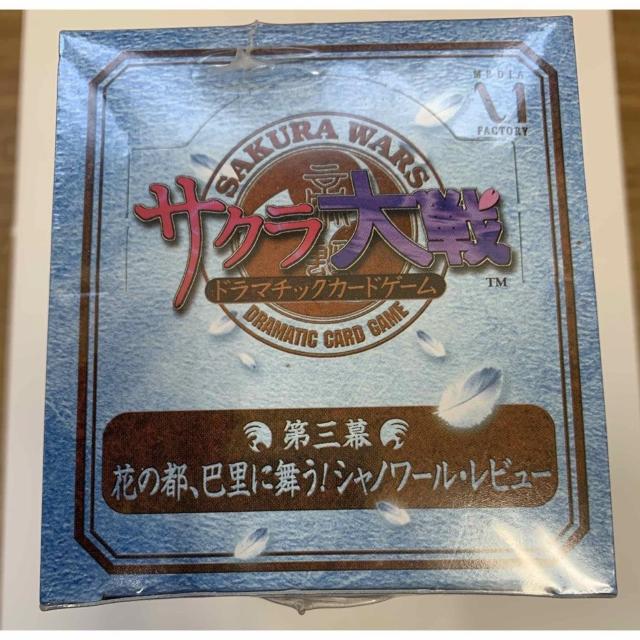 MEDIA
FACTORY
SAKURA WARS
サクラ大戦
TM
ドラマチックカードゲーム
DRAMATIC CARD GAME
第三幕
花の都、巴里に舞う!シャノワール・レビュー